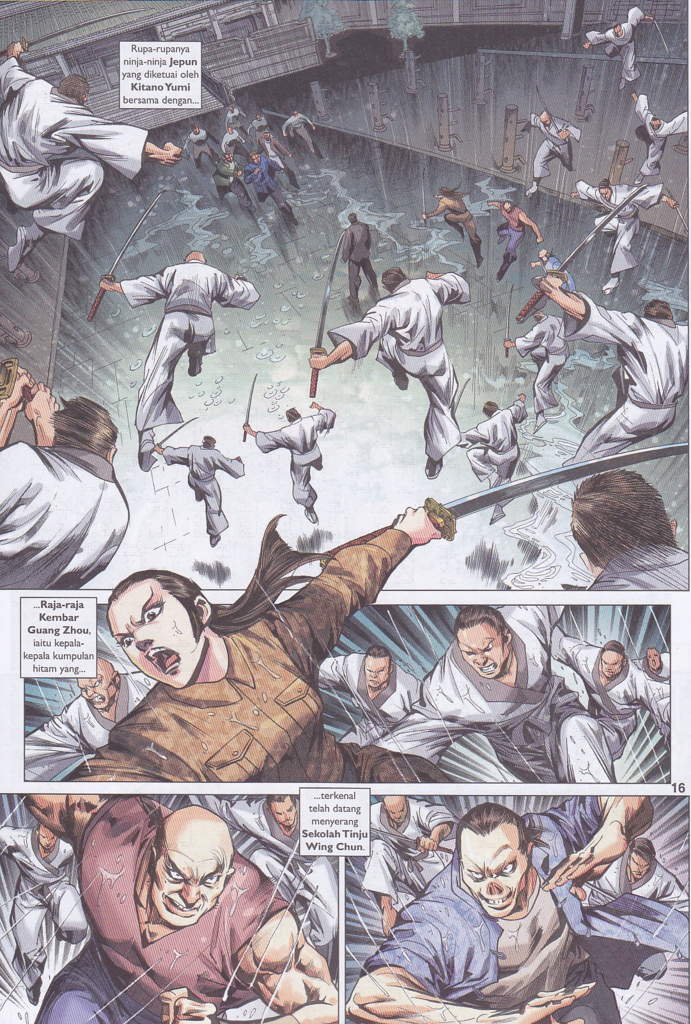 Rupa-rupanya
ninja-ninja Jepun
yang diketuai oleh
Kitano Yumi
bersama dengan...
...Raja-raja
Kembar
Guang Zhou,
iaitu kepala-
kepala kumpulan
hitam yang...
16
...terkenal
telah datang
menyerang
Sekolah Tinju
Wing Chun.